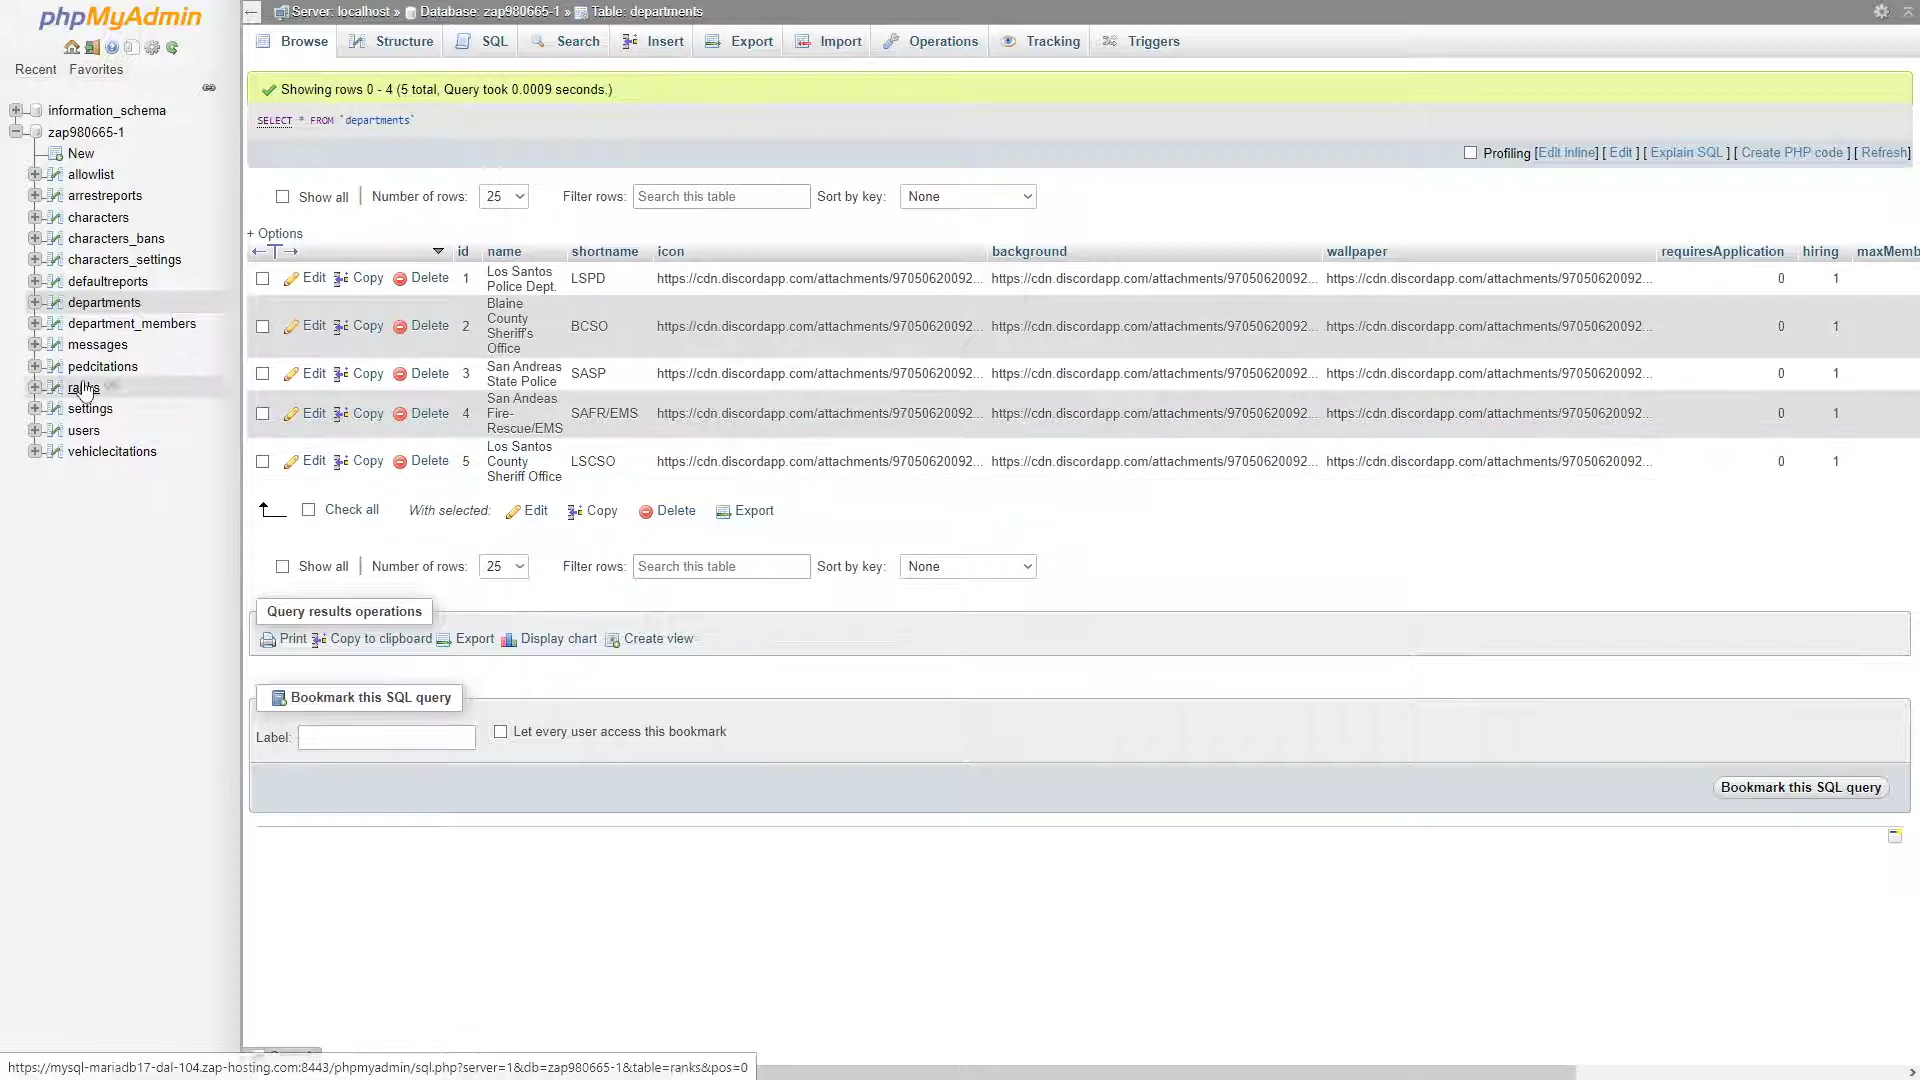 phpMyAdmin
Recent Favorites
information_schema
zap980665-1
New
allowlist
arrestreports
characters
characters_bans
characters_settings
defaultreports
departments
department_members
messages
pedcitations
settings
users
vehiclecitations
Server: localhost » Database: zap980665-1 » Table: departments
Browse Structure SQL Search Insert Export Import Operations Tracking Triggers
Showing rows 0 - 4 (5 total, Query took 0.0009 seconds.)
SELECT * FROM `departments`
Profiling [Edit inline] [ Edit ] [ Explain SQL ] [ Create PHP code ] [ Refresh]
Show all | Number of rows: 25 Filter rows: Search this table Sort by key: None
+ Options
id name shortname icon background wallpaper requiresApplication hiring maxMemb
Edit Copy Delete 1 Los Santos Police Dept. LSPD https://cdn.discordapp.com/attachments/97050620092... https://cdn.discordapp.com/attachments/97050620092... https://cdn.discordapp.com/attachments/97050620092... 0 1
Edit Copy Delete 2 Blaine County Sheriff's Office BCSO https://cdn.discordapp.com/attachments/97050620092... https://cdn.discordapp.com/attachments/97050620092... https://cdn.discordapp.com/attachments/97050620092... 0 1
Edit Copy Delete 3 San Andreas State Police SASP https://cdn.discordapp.com/attachments/97050620092... https://cdn.discordapp.com/attachments/97050620092... https://cdn.discordapp.com/attachments/97050620092... 0 1
Edit Copy Delete 4 San Andeas Fire-Rescue/EMS SAFR/EMS https://cdn.discordapp.com/attachments/97050620092... https://cdn.discordapp.com/attachments/97050620092... https://cdn.discordapp.com/attachments/97050620092... 0 1
Edit Copy Delete 5 Los Santos County Sheriff Office LSCSO https://cdn.discordapp.com/attachments/97050620092... https://cdn.discordapp.com/attachments/97050620092... https://cdn.discordapp.com/attachments/97050620092... 0 1
Check all With selected: Edit Copy Delete Export
Show all | Number of rows: 25 Filter rows: Search this table Sort by key: None
Query results operations
Print Copy to clipboard Export Display chart Create view
Bookmark this SQL query
Label: Let every user access this bookmark
Bookmark this SQL query
https://mysql-mariadb17-dal-104.zap-hosting.com:8443/phpmyadmin/sql.php?server=1&db=zap980665-1&table=ranks&pos=0